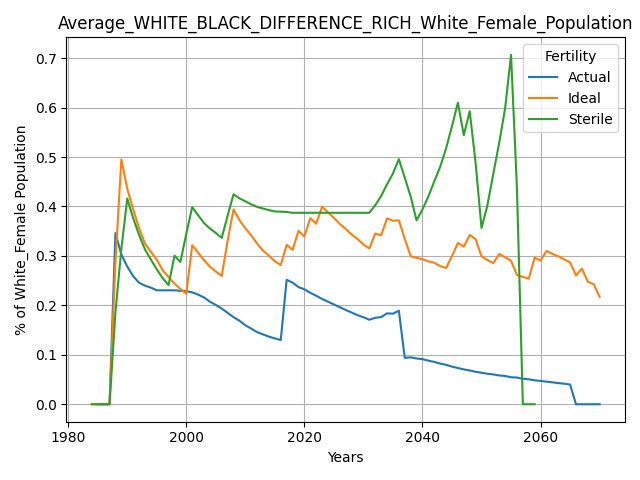 Average_WHITE_BLACK_DIFFERENCE_RICH_White_Female_Population
% of White_Female Population
0.7
0.6
0.5
0.4
0.3
0.2
0.1
0.0
Fertility
Actual
Ideal
Sterile
1980 2000 2020 2040 2060
Years